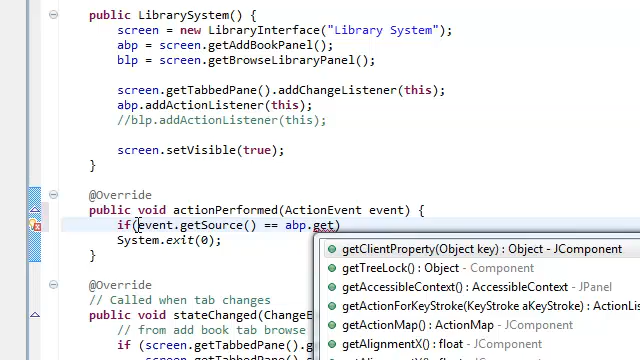 public LibrarySystem() {
screen = new LibraryInterface("Library System");
abp = screen.getAddBookPanel();
blp = screen.getBrowseLibraryPanel();
screen.getTabbedPane().addChangeListener(this);
abp.addActionListener(this);
//blp.addActionListener(this);
screen.setVisible(true);
}
@Override
public void actionPerformed(ActionEvent event) {
if(event.getSource() == abp.get)
System.exit(0);
}
getClientProperty(Object key) : Object - JComponent
getTreeLock() : Object - Component
getAccessibleContext() : AccessibleContext - JPanel
getActionForKeyStroke(KeyStroke aKeyStroke) : ActionLis
getActionMap() : ActionMap - JComponent
getAlignmentX() : float - JComponent
@Override
// Called when tab changes
public void stateChanged(ChangeE
// from add book tab browse
if (screen.getTabbedPane().g